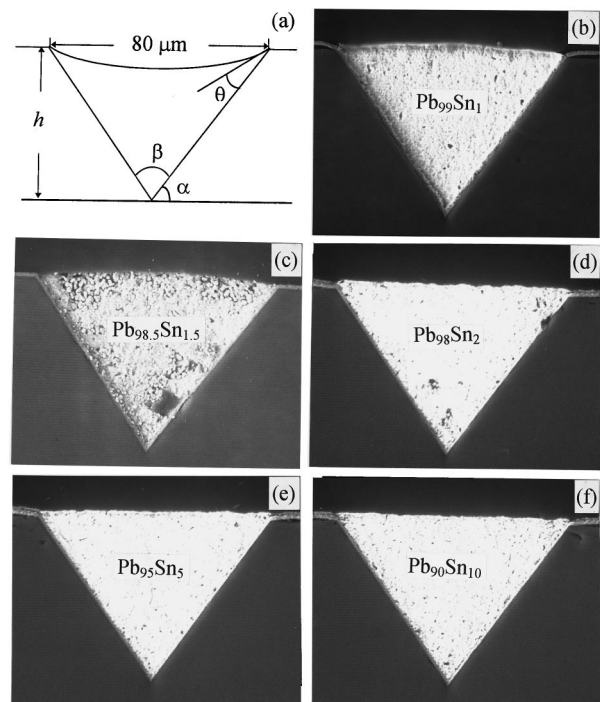 (a)
80 μm
h
θ
β
α
(b)
Pb₉₉Sn₁
(c)
Pb₉₈.₅Sn₁.₅
(d)
Pb₉₈Sn₂
(e)
Pb₉₅Sn₅
(f)
Pb₉₀Sn₁₀